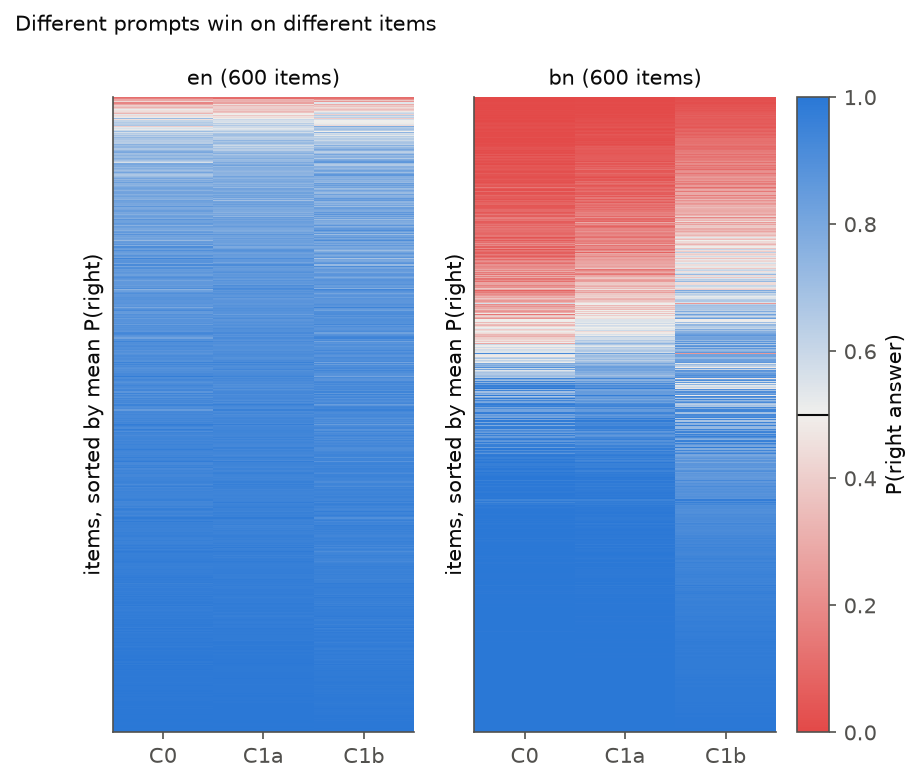 Different prompts win on different items
en (600 items)
bn (600 items)
items, sorted by mean P(right)
items, sorted by mean P(right)
C0
C1a
C1b
C0
C1a
C1b
1.0
0.8
0.6
0.4
0.2
0.0
P(right answer)